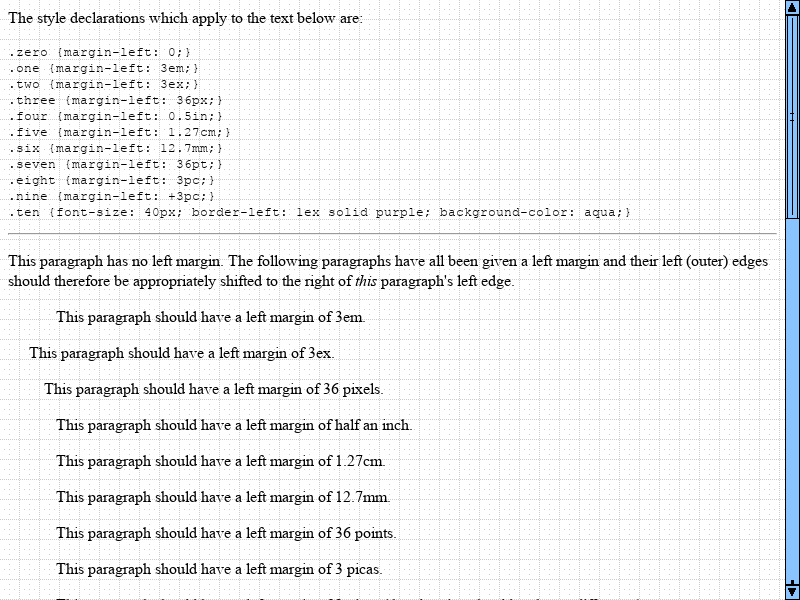 The style declarations which apply to the text below are:
.zero {margin-left: 0;}
.one {margin-left: 3em;}
.two {margin-left: 3ex;}
.three {margin-left: 36px;}
.four {margin-left: 0.5in;}
.five {margin-left: 1.27cm;}
.six {margin-left: 12.7mm;}
.seven {margin-left: 36pt;}
.eight {margin-left: 3pc;}
.nine {margin-left: +3pc;}
.ten {font-size: 40px; border-left: 1ex solid purple; background-color: aqua;}
This paragraph has no left margin. The following paragraphs have all been given a left margin and their left (outer) edges
should therefore be appropriately shifted to the right of this paragraph's left edge.
This paragraph should have a left margin of 3em.
This paragraph should have a left margin of 3ex.
This paragraph should have a left margin of 36 pixels.
This paragraph should have a left margin of half an inch.
This paragraph should have a left margin of 1.27cm.
This paragraph should have a left margin of 12.7mm.
This paragraph should have a left margin of 36 points.
This paragraph should have a left margin of 3 picas.